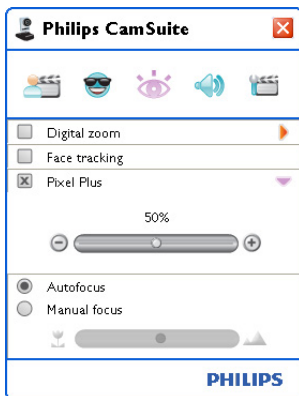 Philips CamSuite
Digital zoom
Face tracking
Pixel Plus
50%
Autofocus
Manual focus
PHILIPS